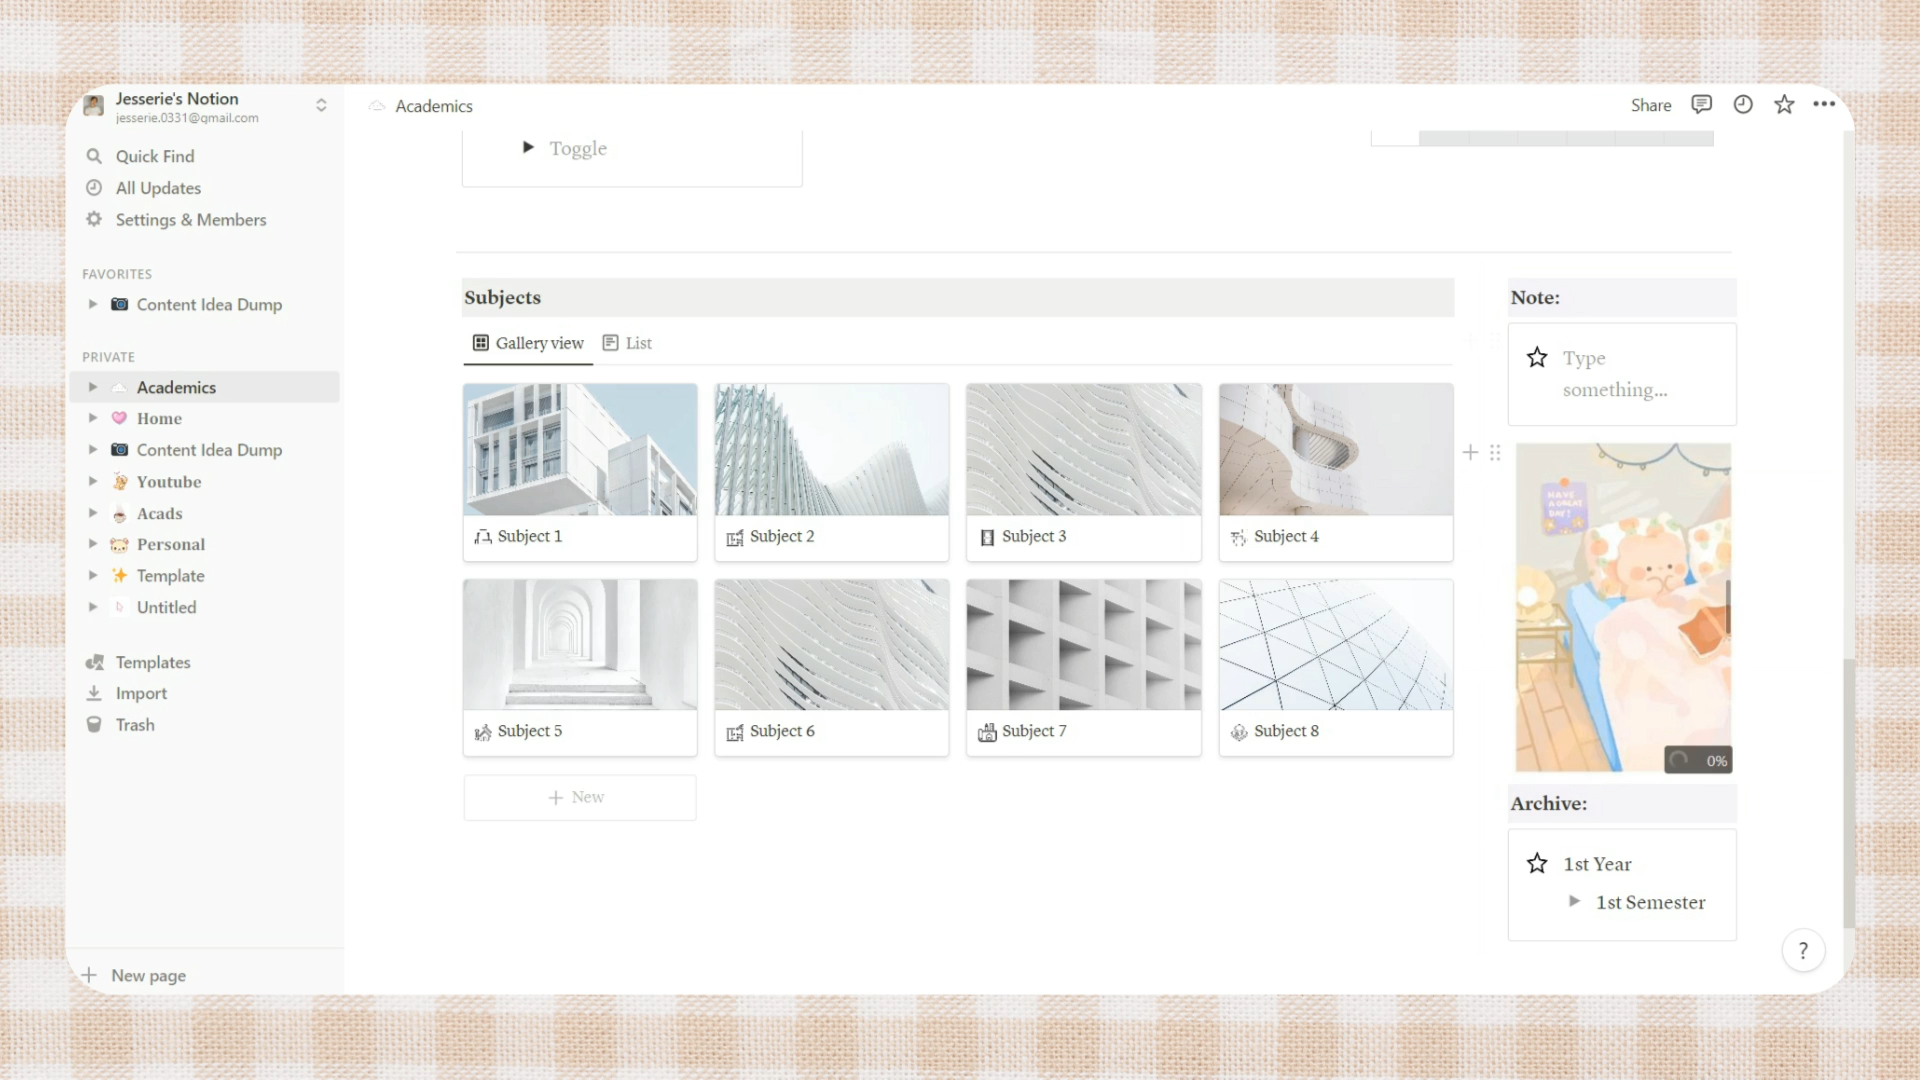 Jesserie's Notion
jesserie.0331@gmail.com
Quick Find
All Updates
Settings & Members
FAVORITES
Content Idea Dump
PRIVATE
Academics
Home
Content Idea Dump
Youtube
Acads
Personal
Template
Untitled
Templates
Import
Trash
New page
Academics
Share
Toggle
Subjects
Gallery view
List
Subject 1
Subject 2
Subject 3
Subject 4
Subject 5
Subject 6
Subject 7
Subject 8
New
Note:
Type
something...
HAVE
A GREAT
DAY!
0%
Archive:
1st Year
1st Semester
?